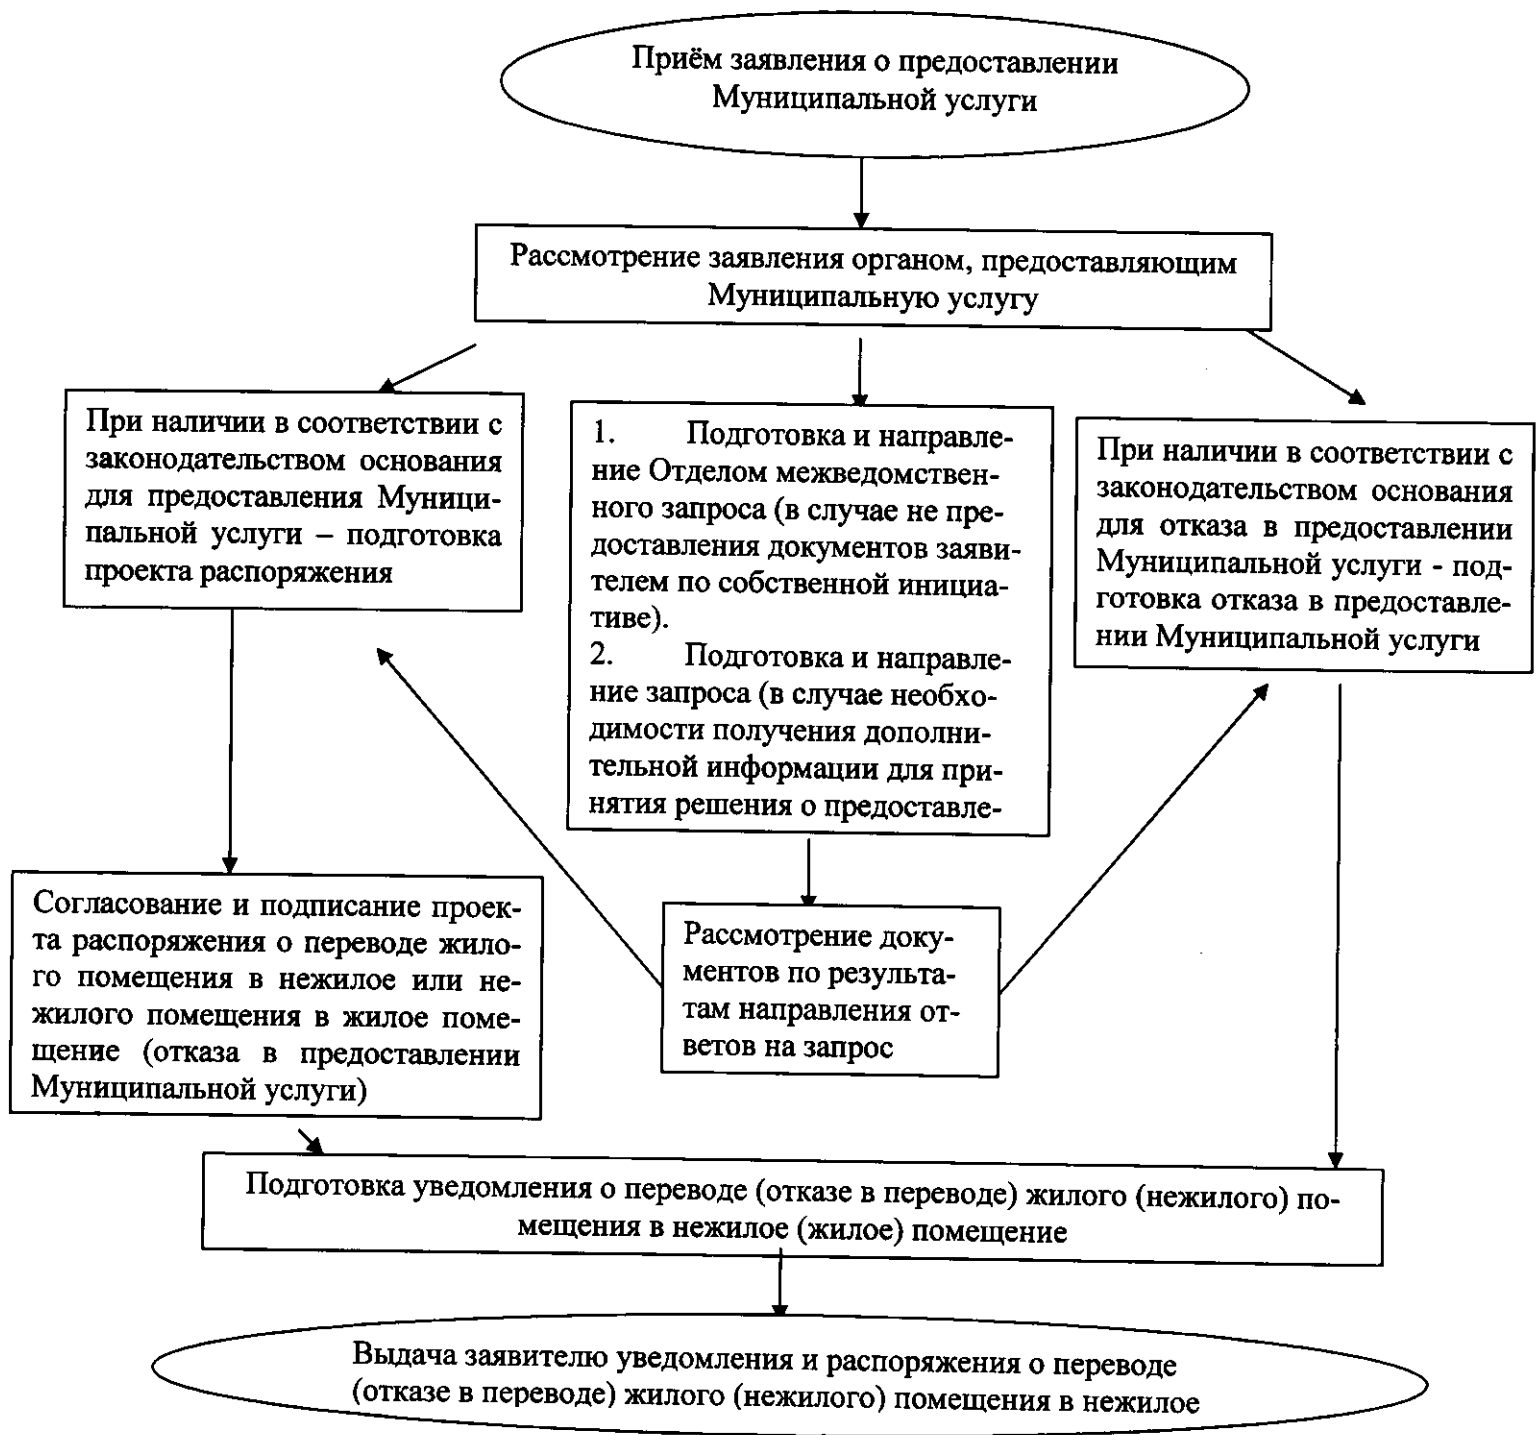 Приём заявления о предоставлении
Муниципальной услуги
Рассмотрение заявления органом, предоставляющим
Муниципальную услугу
При наличии в соответствии с
законодательством основания
для предоставления Муници-
пальной услуги – подготовка
проекта распоряжения
1. Подготовка и направле-
ние Отделом межведомствен-
ного запроса (в случае не пре-
доставления документов заяви-
телем по собственной инициа-
тиве).
2. Подготовка и направле-
ние запроса (в случае необхо-
димости получения дополни-
тельной информации для при-
нятия решения о предоставле-
При наличии в соответствии с
законодательством основания
для отказа в предоставлении
Муниципальной услуги - под-
готовка отказа в предоставле-
нии Муниципальной услуги
Согласование и подписание проек-
та распоряжения о переводе жило-
го помещения в нежилое или не-
жилого помещения в жилое поме-
щение (отказа в предоставлении
Муниципальной услуги)
Рассмотрение доку-
ментов по результа-
там направления от-
ветов на запрос
Подготовка уведомления о переводе (отказе в переводе) жилого (нежилого) по-
мещения в нежилое (жилое) помещение
Выдача заявителю уведомления и распоряжения о переводе
(отказе в переводе) жилого (нежилого) помещения в нежилое